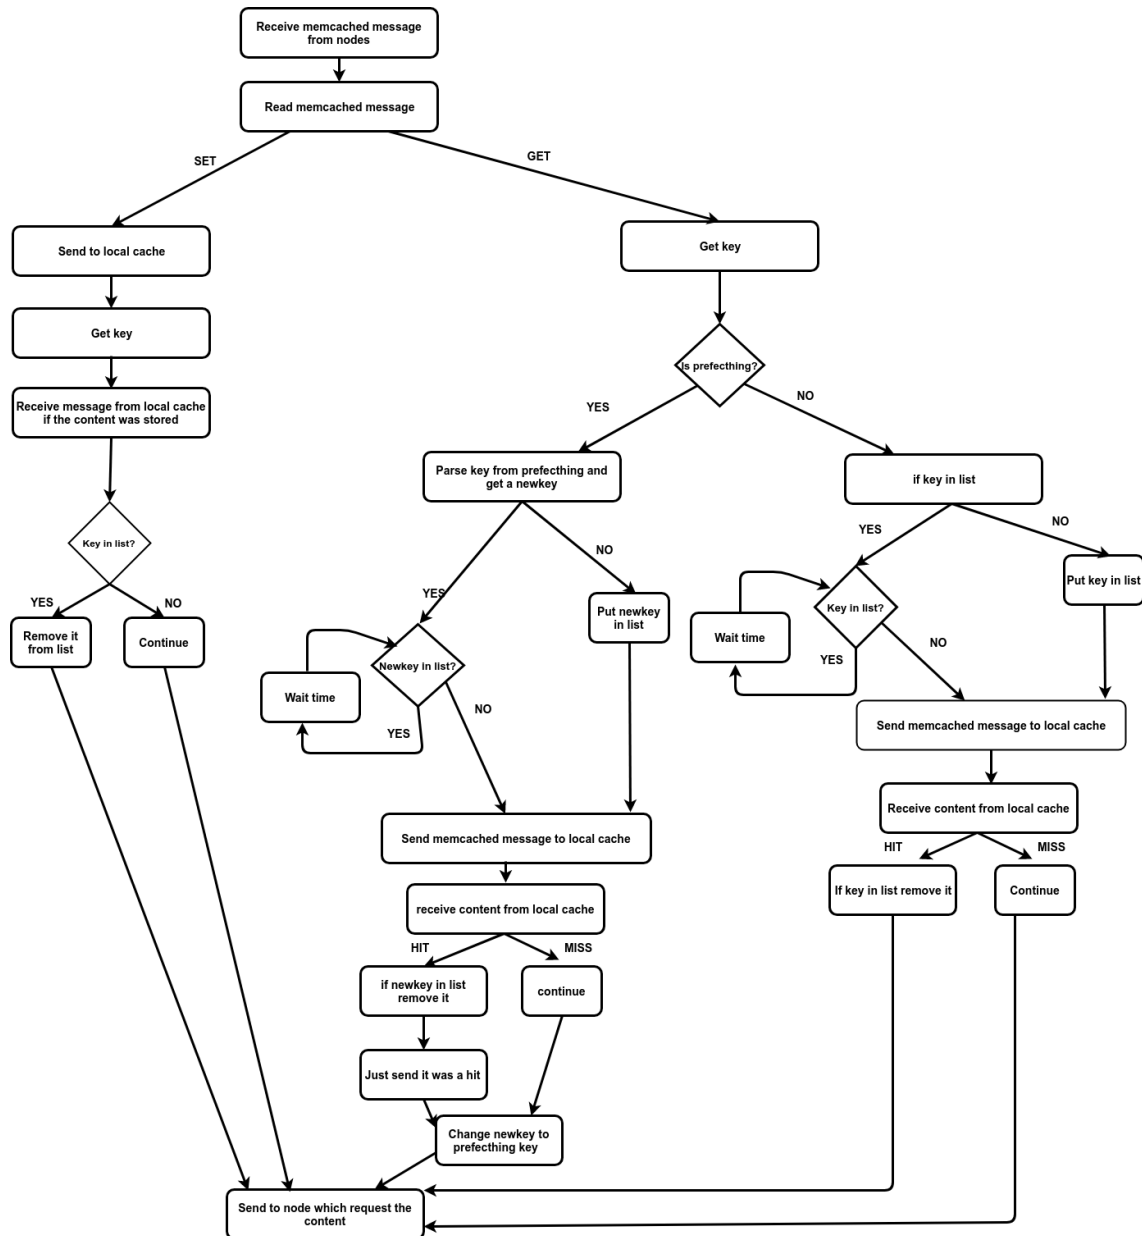 Receive memcached message
from nodes
Read memcached message
SET
GET
Send to local cache
Get key
Get key
Receive message from local cache
if the content was stored
Is prefecthing?
YES
NO
Parse key from prefecthing and
get a newkey
if key in list
Key in list?
YES
NO
Remove it
from list
Continue
YES
NO
Put newkey
in list
Newkey in list?
Wait time
YES
NO
YES
NO
Put key in list
Key in list?
Wait time
YES
NO
Send memcached message to local cache
Receive content from local cache
HIT
MISS
If key in list remove it
Continue
Send memcached message to local cache
receive content from local cache
HIT
MISS
if newkey in list
remove it
continue
Just send it was a hit
Change newkey to
prefecthing key
Send to node which request the
content